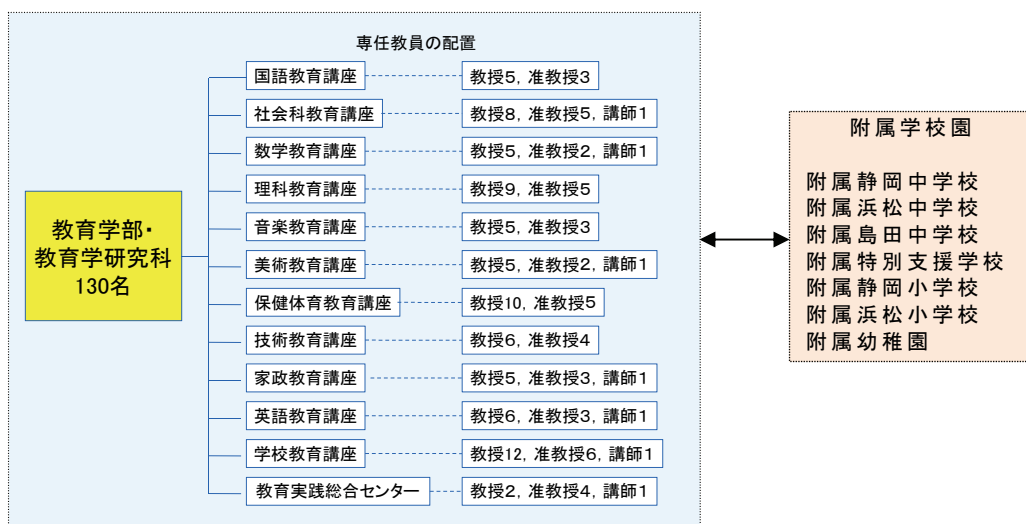 専任教員の配置
国語教育講座 教授5, 准教授3
社会科教育講座 教授8, 准教授5, 講師1
数学教育講座 教授5, 准教授2, 講師1
理科教育講座 教授9, 准教授5
音楽教育講座 教授5, 准教授3
美術教育講座 教授5, 准教授2, 講師1
保健体育教育講座 教授10, 准教授5
技術教育講座 教授6, 准教授4
家政教育講座 教授5, 准教授3, 講師1
英語教育講座 教授6, 准教授3, 講師1
学校教育講座 教授12, 准教授6, 講師1
教育実践総合センター 教授2, 准教授4, 講師1
教育学部・
教育学研究科
130名
附属学校園
附属静岡中学校
附属浜松中学校
附属島田中学校
附属特別支援学校
附属静岡小学校
附属浜松小学校
附属幼稚園